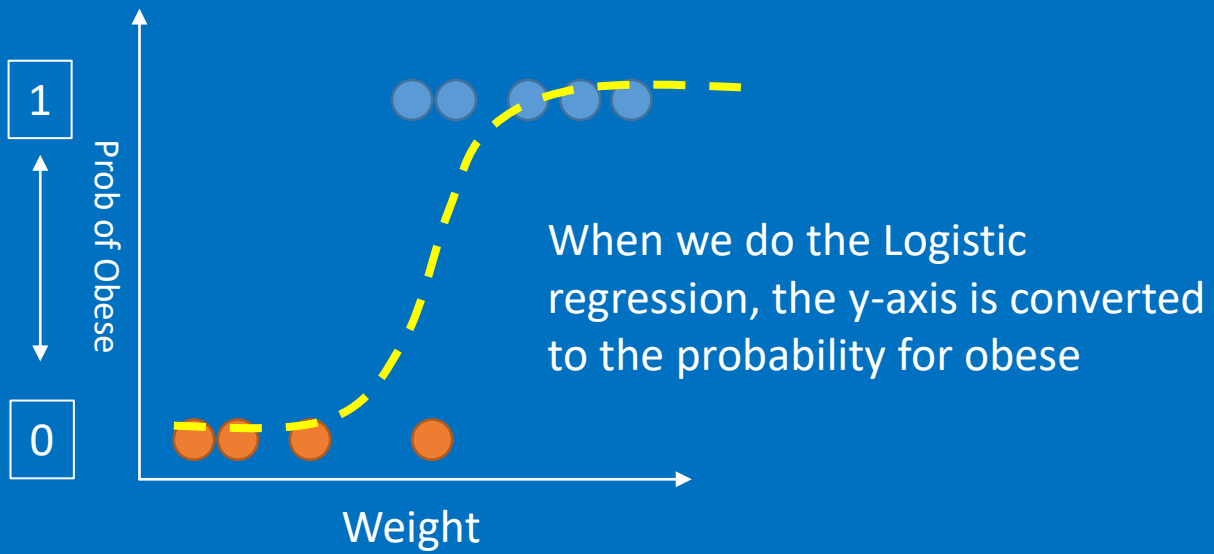 1
Prob of Obese
When we do the Logistic
regression, the y-axis is converted
to the probability for obese
0
Weight